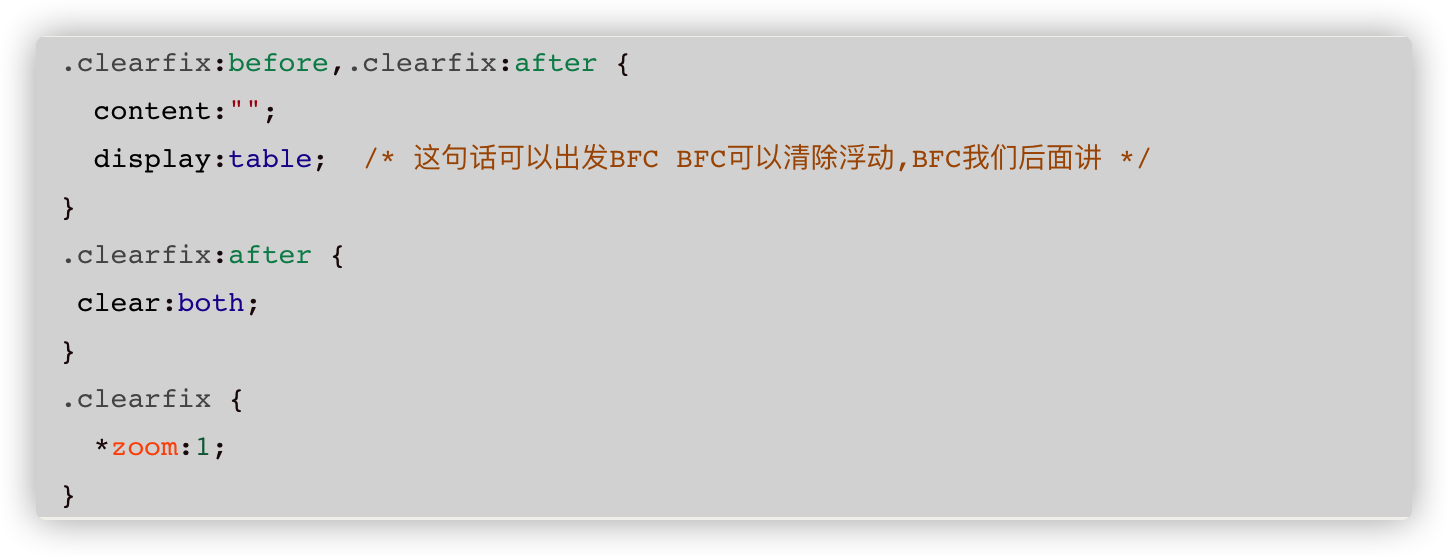 .clearfix:before,.clearfix:after {
  content:"";
  display:table;  /* 这句话可以出发BFC BFC可以清除浮动,BFC我们后面讲 */
}
.clearfix:after {
 clear:both;
}
.clearfix {
  *zoom:1;
}